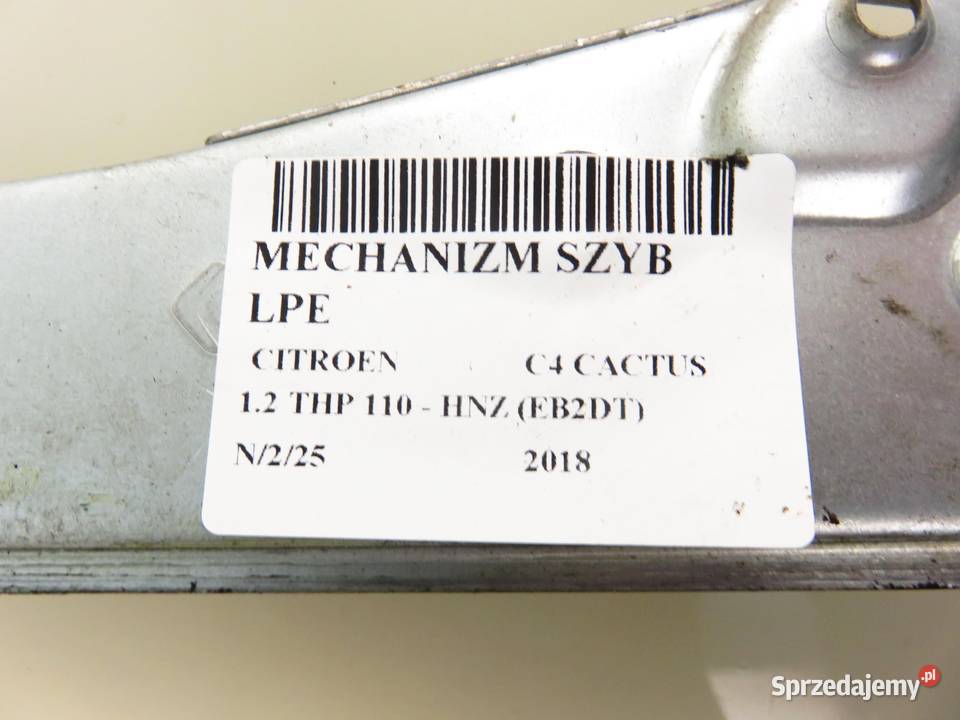 MECHANIZM SZYB
LPE
CITROEN C4 CACTUS
1.2 THP 110 - HNZ (EB2DT)
N/2/25 2018
Sprzedajemy.pl